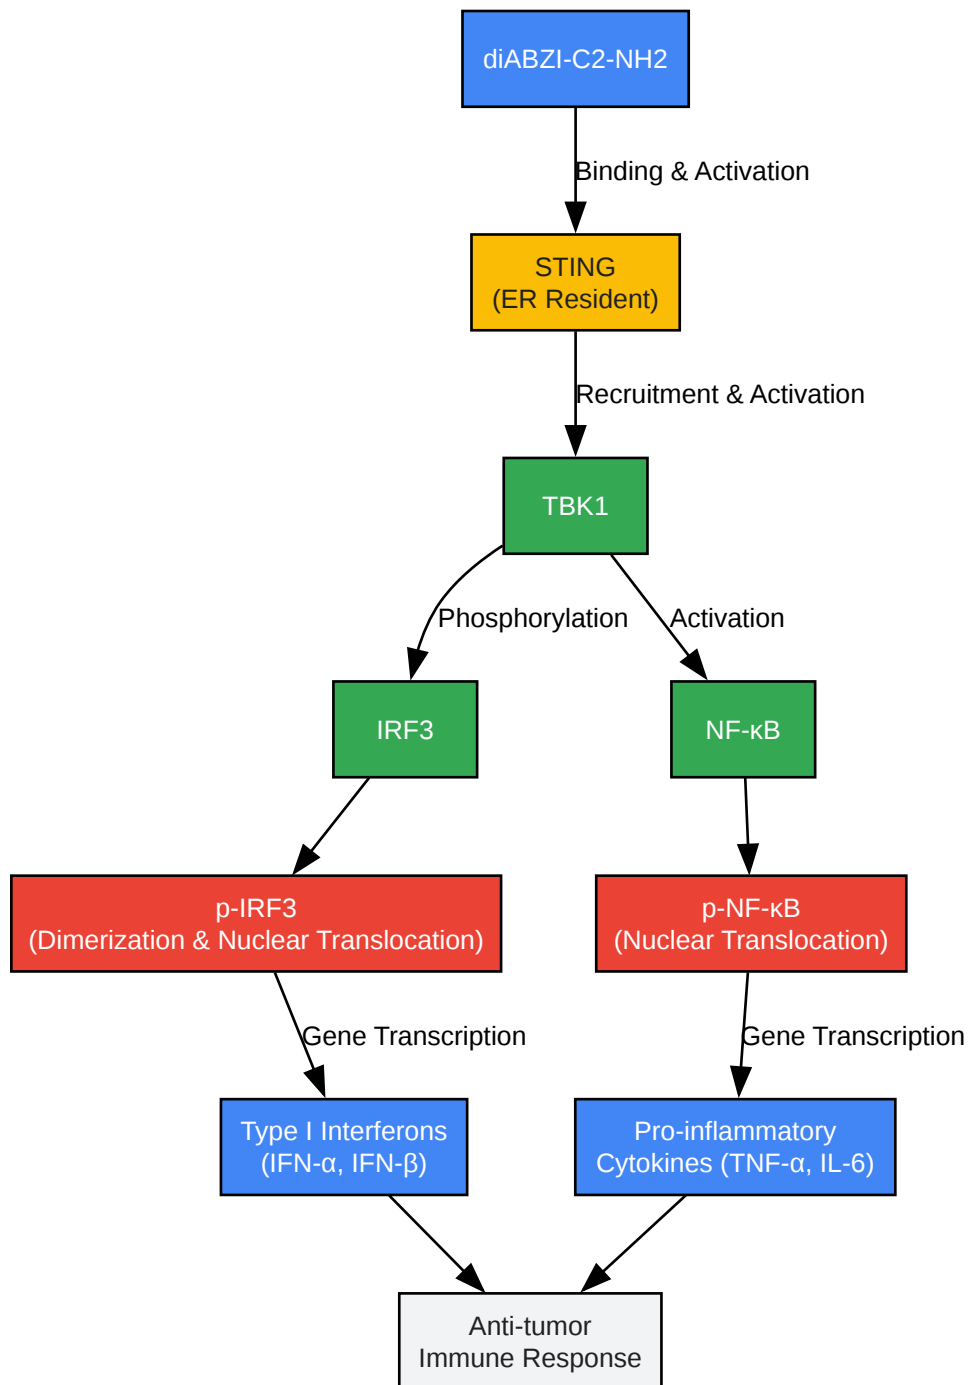 diABZI-C2-NH2
Binding & Activation
STING
(ER Resident)
Recruitment & Activation
TBK1
Phosphorylation
Activation
IRF3
NF-κB
p-IRF3
(Dimerization & Nuclear Translocation)
p-NF-κB
(Nuclear Translocation)
Gene Transcription
Gene Transcription
Type I Interferons
(IFN-α, IFN-β)
Pro-inflammatory
Cytokines (TNF-α, IL-6)
Anti-tumor
Immune Response